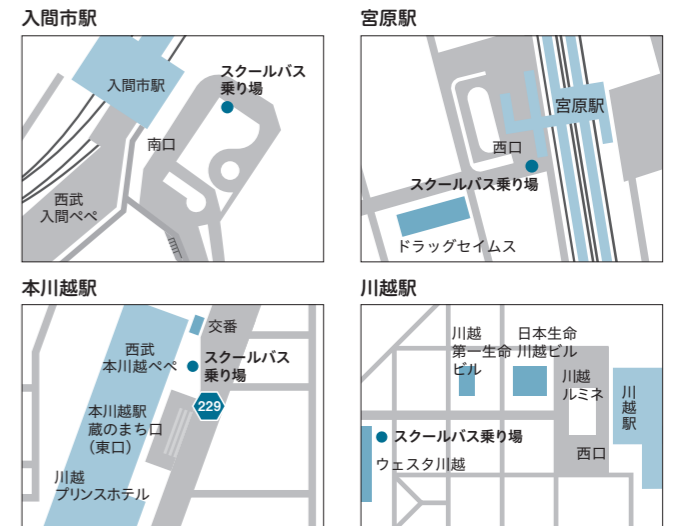 入間市駅
入間市駅
スクールバス
乗り場
南口
西武
入間ぺぺ
宮原駅
宮原駅
西口
スクールバス乗り場
ドラッグセイムス
本川越駅
交番
西武
本川越ぺぺ
スクールバス
乗り場
229
本川越駅
蔵のまち口
（東口）
川越
プリンスホテル
川越駅
川越
第一生命
ビル
日本生命
川越ビル
川越
ルミネ
川越駅
スクールバス乗り場
ウェスタ川越
西口